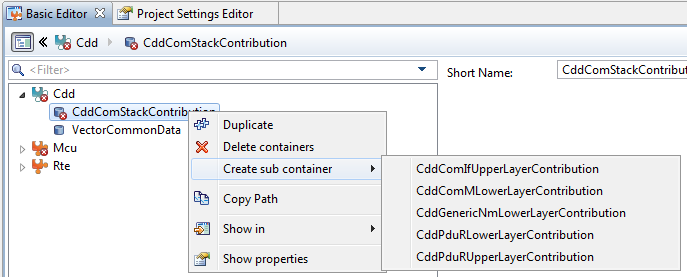 Basic Editor
Project Settings Editor
Cdd
CddComStackContribution
<Filter>
Short Name:
CddComStackContribut
Cdd
CddComStackContribution
VectorCommonData
Mcu
Rte
Duplicate
Delete containers
Create sub container
Copy Path
Show in
Show properties
CddComIfUpperLayerContribution
CddComMLowerLayerContribution
CddGenericNmLowerLayerContribution
CddPduRLowerLayerContribution
CddPduRUpperLayerContribution